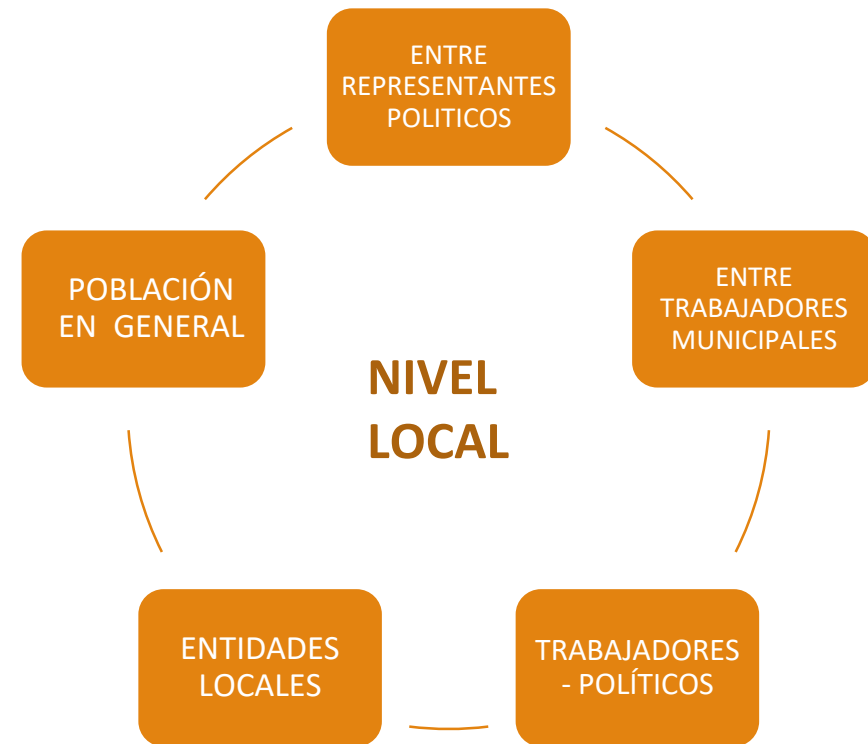 ENTRE
REPRESENTANTES
POLITICOS
ENTRE
TRABAJADORES
MUNICIPALES
TRABAJADORES
- POLÍTICOS
ENTIDADES
LOCALES
POBLACIÓN
EN GENERAL
NIVEL
LOCAL